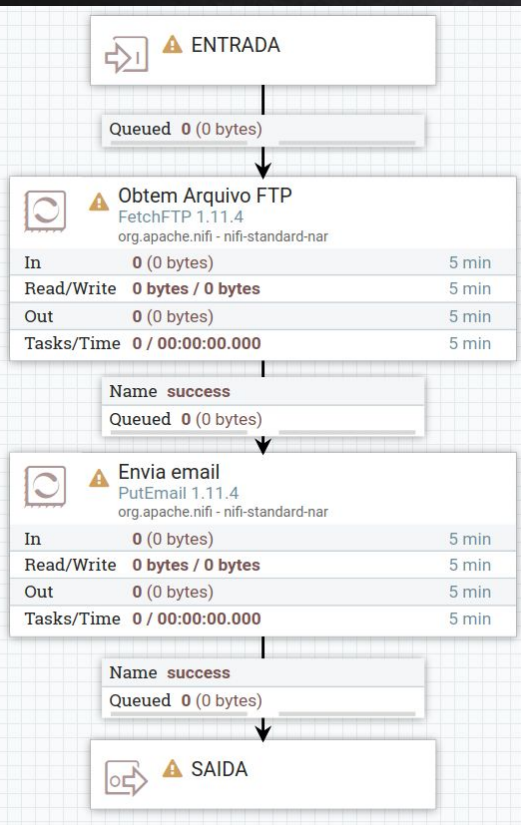 ENTRADA
Queued 0 (0 bytes)
Obtem Arquivo FTP
FetchFTP 1.11.4
org.apache.nifi - nifi-standard-nar
In 0 (0 bytes) 5 min
Read/Write 0 bytes / 0 bytes 5 min
Out 0 (0 bytes) 5 min
Tasks/Time 0 / 00:00:00.000 5 min
Name success
Queued 0 (0 bytes)
Envia email
PutEmail 1.11.4
org.apache.nifi - nifi-standard-nar
In 0 (0 bytes) 5 min
Read/Write 0 bytes / 0 bytes 5 min
Out 0 (0 bytes) 5 min
Tasks/Time 0 / 00:00:00.000 5 min
Name success
Queued 0 (0 bytes)
SAIDA